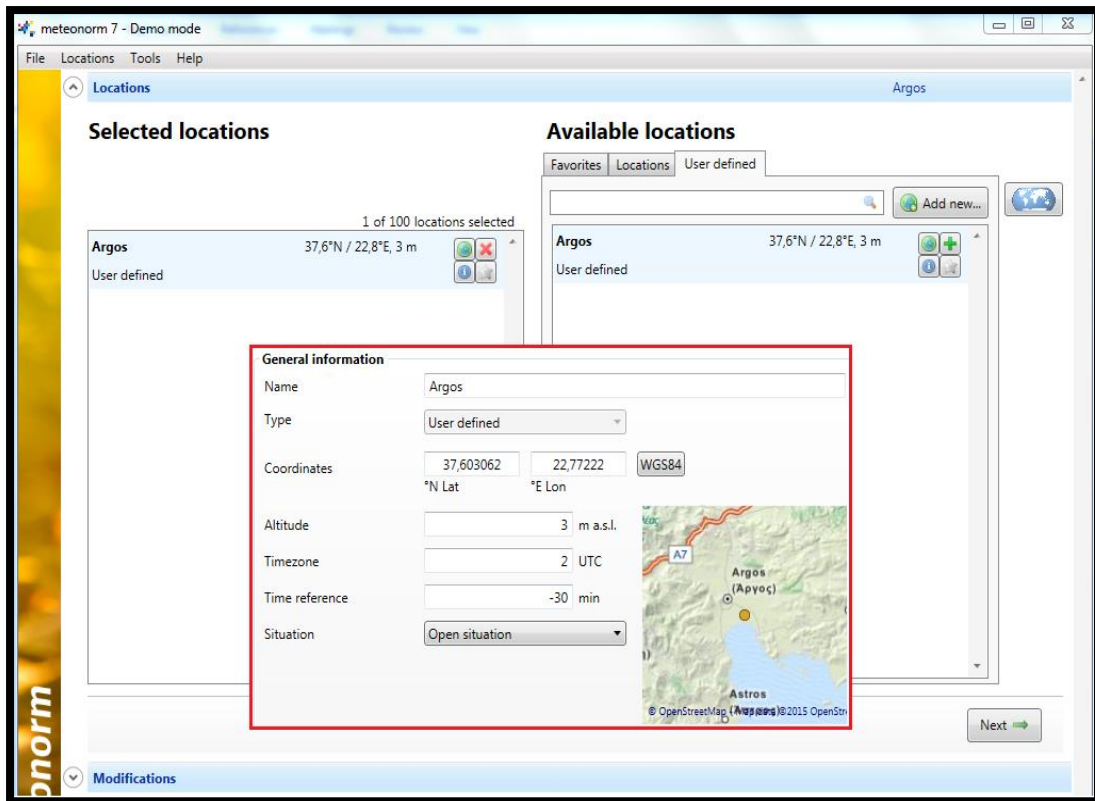 meteonorm 7 - Demo mode
File Locations Tools Help
Locations Argos
Selected locations
Available locations
Favorites Locations User defined
Add new...
1 of 100 locations selected
Argos 37,6°N / 22,8°E, 3 m
User defined
Argos 37,6°N / 22,8°E, 3 m
User defined
General information
Name Argos
Type User defined
Coordinates 37,603062 22,77222 WGS84
°N Lat °E Lon
Altitude 3 m a.s.l.
Timezone 2 UTC
Time reference -30 min
Situation Open situation
A7
Argos
(Άργος)
Astros
© OpenStreetMap ©2015 OpenStr
Next
Modifications
onorm